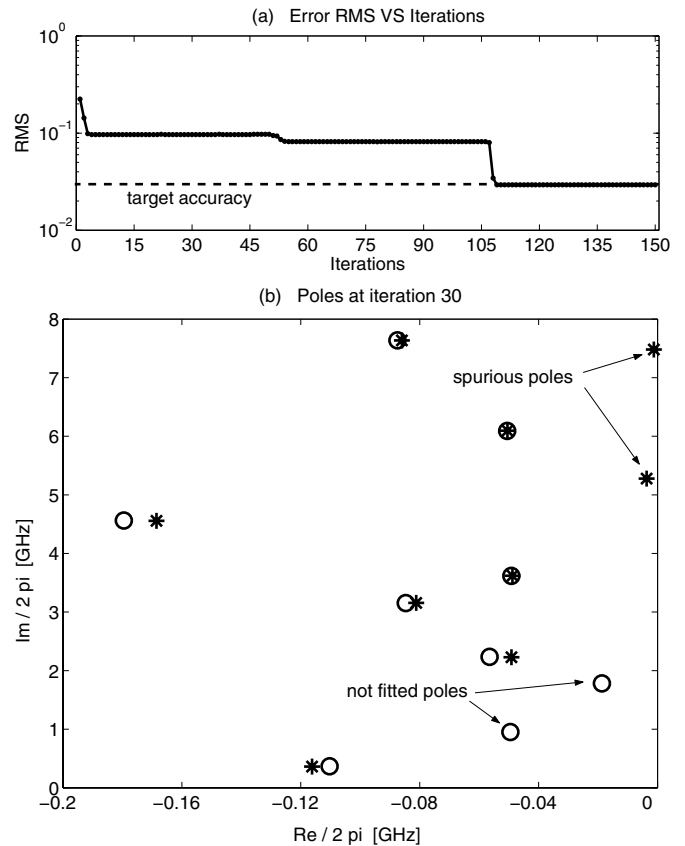 (a) Error RMS VS Iterations
10^0
10^-1
10^-2
RMS
target accuracy
0 15 30 45 60 75 90 105 120 135 150
Iterations
(b) Poles at iteration 30
8
7
6
5
4
3
2
1
0
Im / 2 pi [GHz]
spurious poles
not fitted poles
−0.2 −0.16 −0.12 −0.08 −0.04 0
Re / 2 pi [GHz]